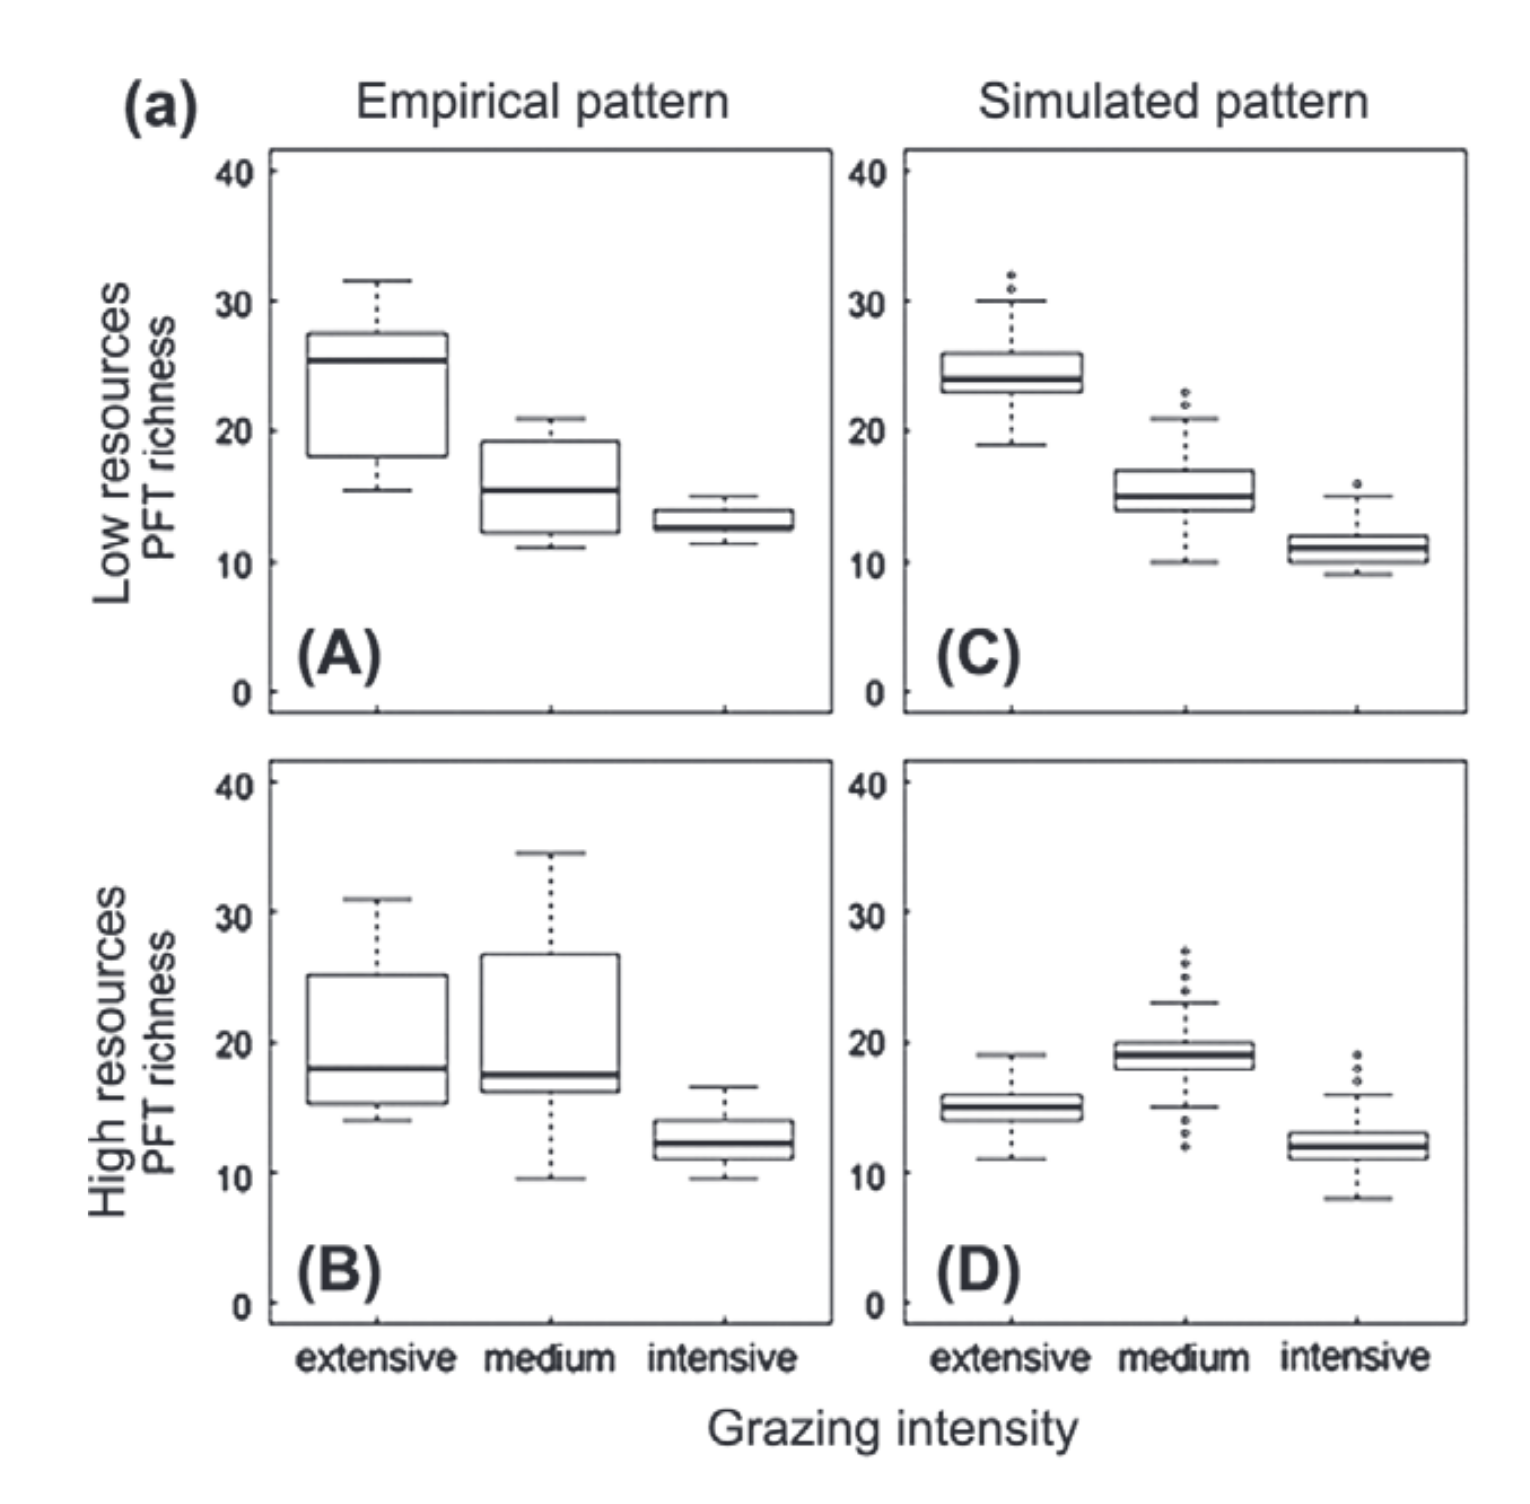 (a)
Empirical pattern
Simulated pattern
Low resources
PFT richness
40
30
20
10
0
(A)
40
30
20
10
0
(C)
High resources
PFT richness
40
30
20
10
0
(B)
extensive medium intensive
40
30
20
10
0
(D)
extensive medium intensive
Grazing intensity